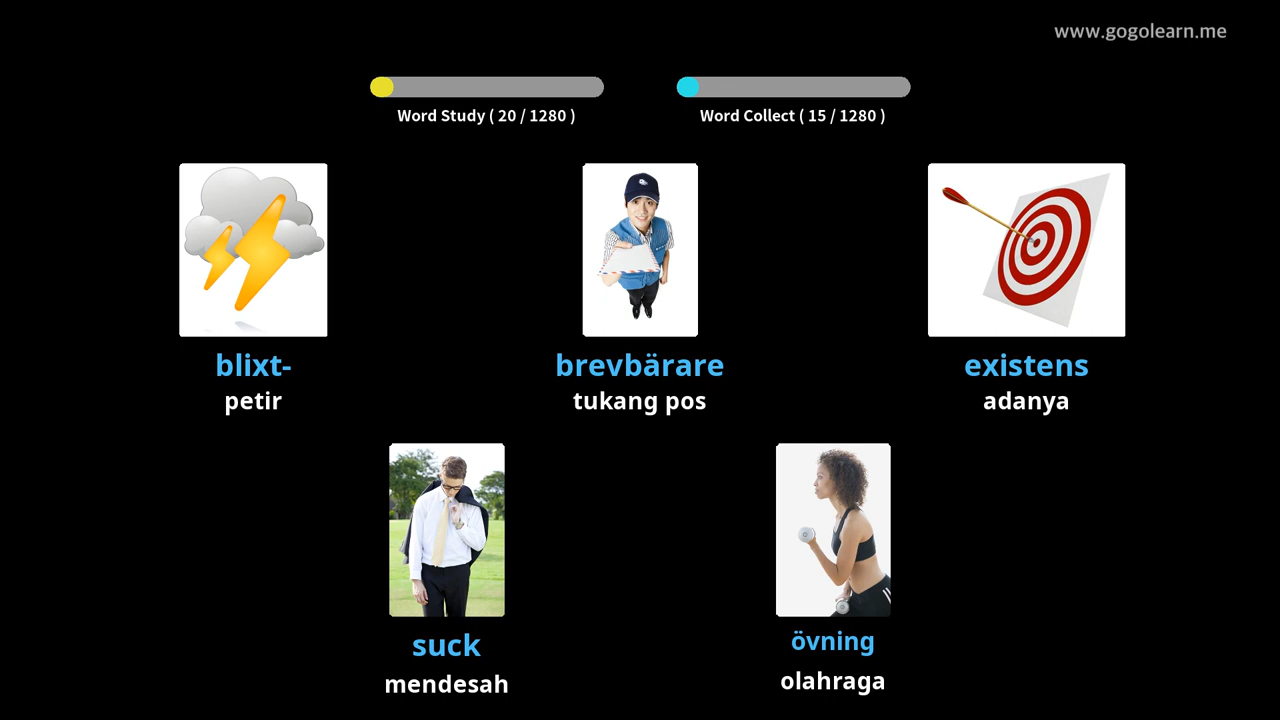 www.gogolearn.me
Word Study ( 20 / 1280 )
Word Collect ( 15 / 1280 )
blixt-
petir
brevbärare
tukang pos
existens
adanya
suck
mendesah
övning
olahraga